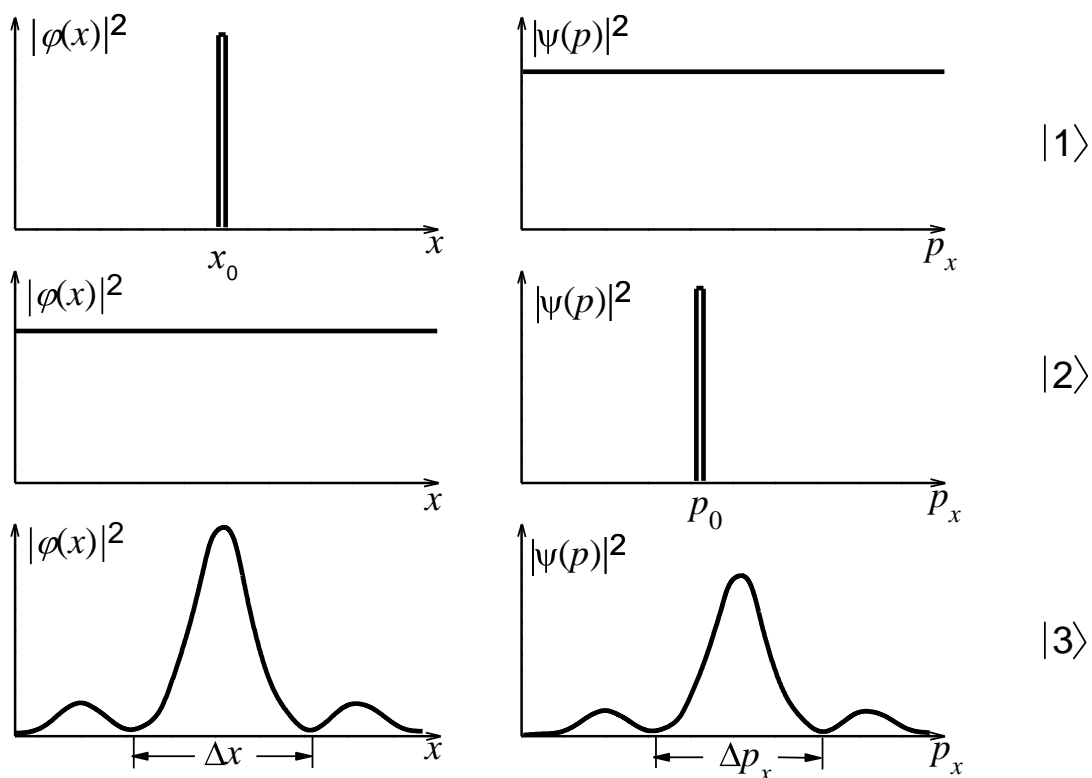 |φ(x)|² |ψ(p)|² |1⟩
x pₓ
x₀
|φ(x)|² |ψ(p)|² |2⟩
x p₀ pₓ
|φ(x)|² |ψ(p)|² |3⟩
Δx x Δpₓ pₓ